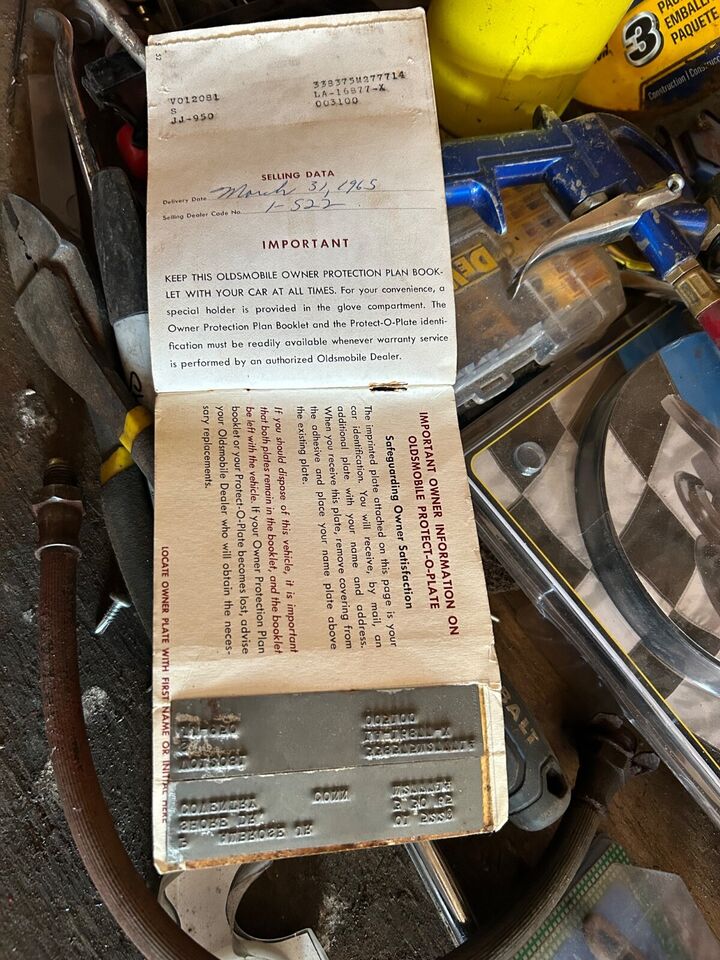 V012081 338375M277714
S LA-16877-X
JJ-950 003100
SELLING DATA
Delivery Date March 31, 1965
Selling Dealer Code No. 1-522
IMPORTANT
KEEP THIS OLDSMOBILE OWNER PROTECTION PLAN BOOK-
LET WITH YOUR CAR AT ALL TIMES. For your convenience, a
special holder is provided in the glove compartment. The
Owner Protection Plan Booklet and the Protect-O-Plate identi-
fication must be readily available whenever warranty service
is performed by an authorized Oldsmobile Dealer.
IMPORTANT OWNER INFORMATION ON
OLDSMOBILE PROTECT-O-PLATE
Safeguarding Owner Satisfaction
The imprinted plate attached on this page is your
car identification. You will receive, by mail, an
additional plate with your name and address.
When you receive this plate, remove covering from
the adhesive and place your name plate above
the existing plate.
If you should dispose of this vehicle, it is important
that both plates remain in the booklet, and the booklet
be left with the vehicle. If your Owner Protection Plan
booklet or your Protect-O-Plate becomes lost, advise
your Oldsmobile Dealer who will obtain the neces-
sary replacements.
LOCATE OWNER PLATE WITH FIRST NAME OR INITIAL HERE
COVENTRY CONN
3
PAQUETE